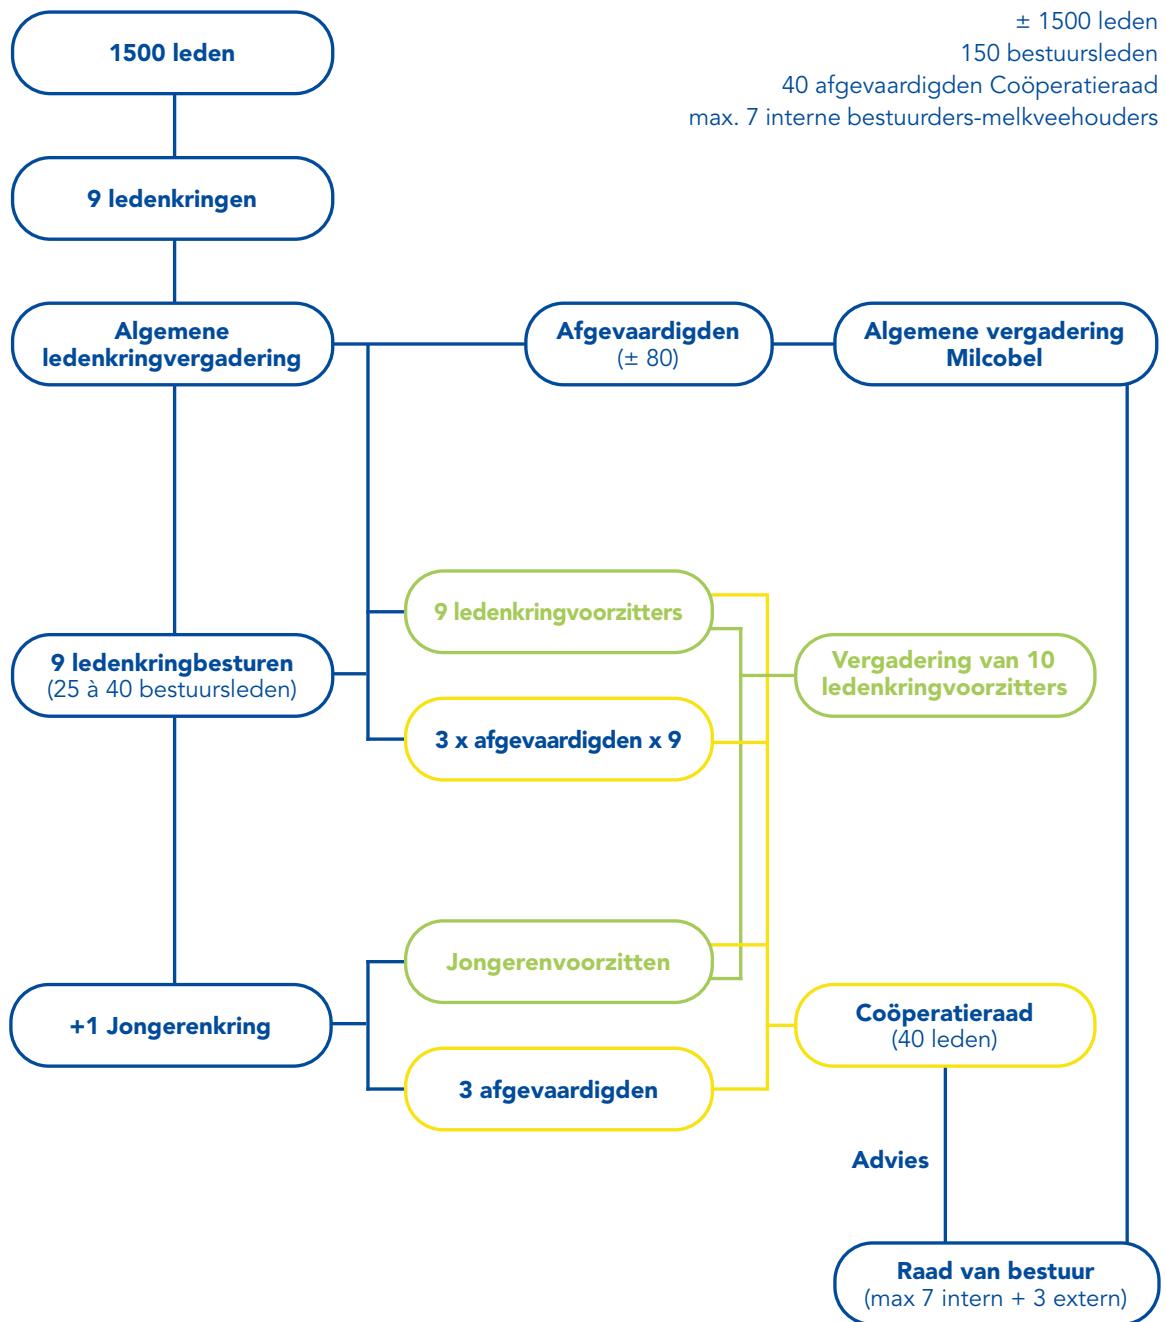 ± 1500 leden
150 bestuursleden
40 afgevaardigden Coöperatieraad
max. 7 interne bestuurders-melkveehouders
1500 leden
9 ledenkringen
Algemene
ledenkringvergadering
Afgevaardigden
(± 80)
Algemene vergadering
Milcobel
9 ledenkringvoorzitters
9 ledenkringbesturen
(25 à 40 bestuursleden)
Vergadering van 10
ledenkringvoorzitters
3 x afgevaardigden x 9
Jongerenvoorzitten
+1 Jongerenkring
Coöperatieraad
(40 leden)
3 afgevaardigden
Advies
Raad van bestuur
(max 7 intern + 3 extern)